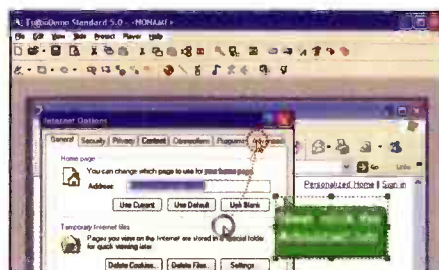 TurboDemo Standard 5.0 - <NONAME>
File Edit View Slide Project Player Help
Internet Options
General Security Privacy Content Connections Programs Advanced
Home page
You can change which page to use for your home page.
Address:
Use Current Use Default Use Blank
Go Links
Personalized Home | Sign in
Temporary Internet files
Pages you view on the Internet are stored in a special folder
for quick viewing later.
Delete Cookies... Delete Files... Settings